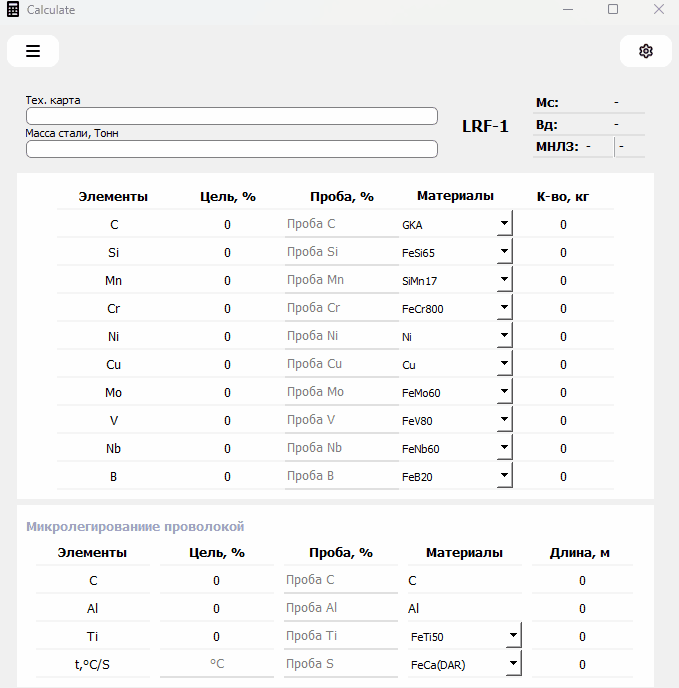 Calculate
Тех. карта
Масса стали, Тонн
LRF-1
Мс: -
Вд: -
МНЛЗ: - -
Элементы Цель, % Проба, % Материалы К-во, кг
C 0 Проба C GKA 0
Si 0 Проба Si FeSi65 0
Mn 0 Проба Mn SiMn17 0
Cr 0 Проба Cr FeCr800 0
Ni 0 Проба Ni Ni 0
Cu 0 Проба Cu Cu 0
Mo 0 Проба Mo FeMo60 0
V 0 Проба V FeV80 0
Nb 0 Проба Nb FeNb60 0
B 0 Проба B FeB20 0
Микролегированиие проволокой
Элементы Цель, % Проба, % Материалы Длина, м
C 0 Проба C C 0
Al 0 Проба Al Al 0
Ti 0 Проба Ti FeTi50 0
t,°C/S °C Проба S FeCa(DAR) 0